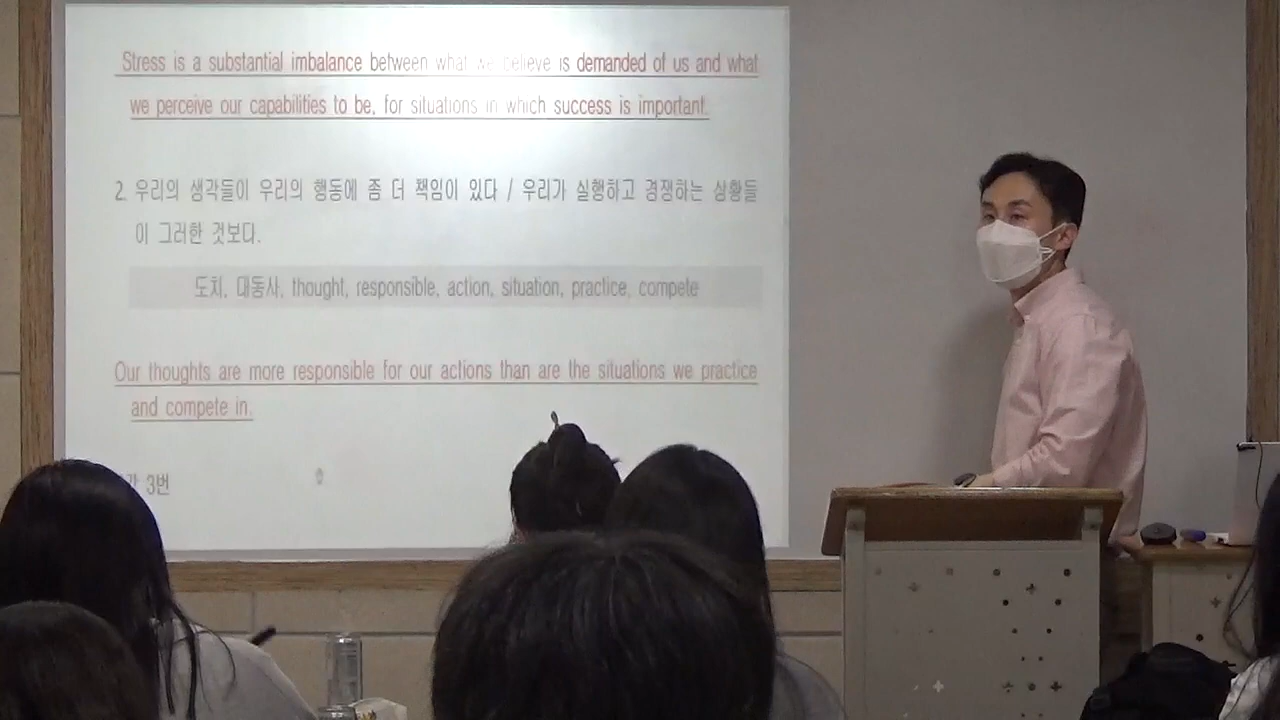 Stress is a substantial imbalance between what we believe is demanded of us and what
we perceive our capabilities to be, for situations in which success is important.
2. 우리의 생각들이 우리의 행동에 좀 더 책임이 있다 / 우리가 실행하고 경쟁하는 상황들
이 그러한 것보다.
도치, 대동사, thought, responsible, action, situation, practice, compete
Our thoughts are more responsible for our actions than are the situations we practice
and compete in.
3번